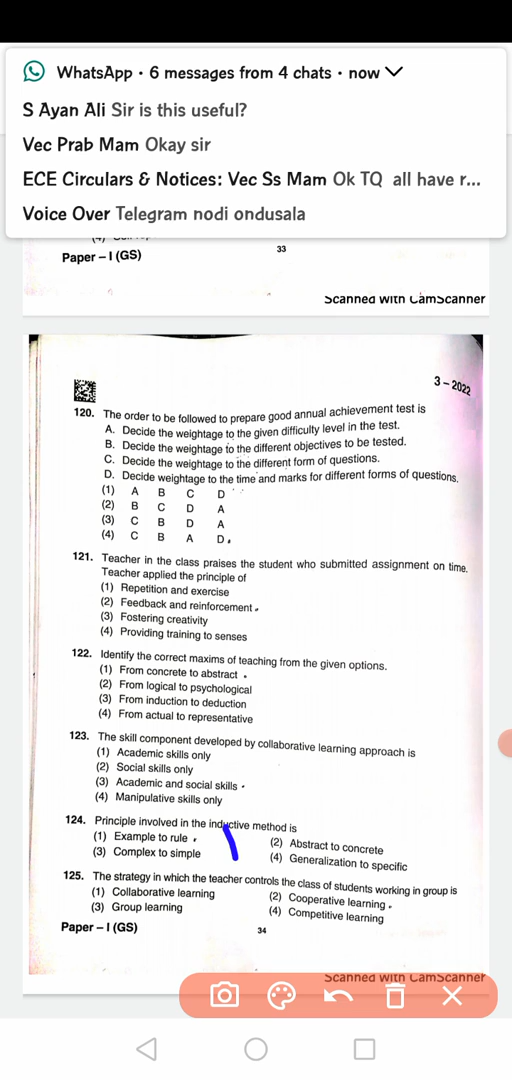 WhatsApp • 6 messages from 4 chats • now
S Ayan Ali Sir is this useful?
Vec Prab Mam Okay sir
ECE Circulars & Notices: Vec Ss Mam Ok TQ all have r...
Voice Over Telegram nodi ondusala
Paper – I (GS)
33
Scanned with CamScanner
3 – 2022
120. The order to be followed to prepare good annual achievement test is
A. Decide the weightage to the given difficulty level in the test.
B. Decide the weightage to the different objectives to be tested.
C. Decide the weightage to the different form of questions.
D. Decide weightage to the time and marks for different forms of questions.
(1) A B C D
(2) B C D A
(3) C B D A
(4) C B A D
121. Teacher in the class praises the student who submitted assignment on time.
Teacher applied the principle of
(1) Repetition and exercise
(2) Feedback and reinforcement
(3) Fostering creativity
(4) Providing training to senses
122. Identify the correct maxims of teaching from the given options.
(1) From concrete to abstract
(2) From logical to psychological
(3) From induction to deduction
(4) From actual to representative
123. The skill component developed by collaborative learning approach is
(1) Academic skills only
(2) Social skills only
(3) Academic and social skills
(4) Manipulative skills only
124. Principle involved in the inductive method is
(1) Example to rule (2) Abstract to concrete
(3) Complex to simple (4) Generalization to specific
125. The strategy in which the teacher controls the class of students working in group is
(1) Collaborative learning (2) Cooperative learning
(3) Group learning (4) Competitive learning
Paper – I (GS)
34
Scanned with CamScanner